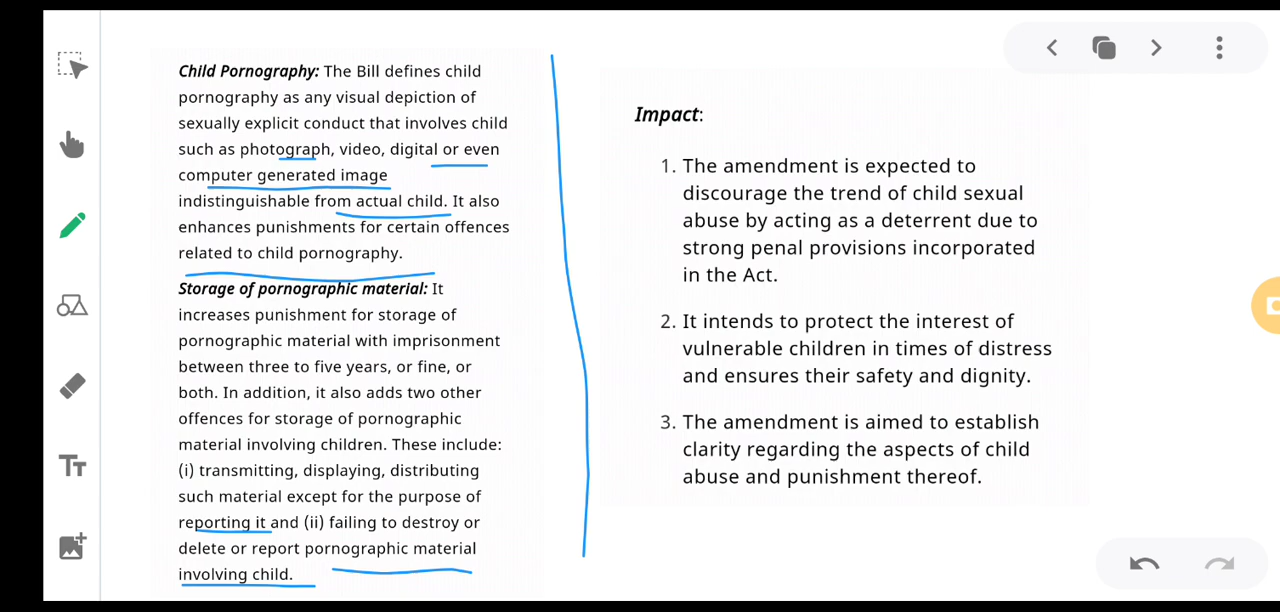 Child Pornography: The Bill defines child
pornography as any visual depiction of
sexually explicit conduct that involves child
such as photograph, video, digital or even
computer generated image
indistinguishable from actual child. It also
enhances punishments for certain offences
related to child pornography.
Storage of pornographic material: It
increases punishment for storage of
pornographic material with imprisonment
between three to five years, or fine, or
both. In addition, it also adds two other
offences for storage of pornographic
material involving children. These include:
(i) transmitting, displaying, distributing
such material except for the purpose of
reporting it and (ii) failing to destroy or
delete or report pornographic material
involving child.
Impact:
1. The amendment is expected to
discourage the trend of child sexual
abuse by acting as a deterrent due to
strong penal provisions incorporated
in the Act.
2. It intends to protect the interest of
vulnerable children in times of distress
and ensures their safety and dignity.
3. The amendment is aimed to establish
clarity regarding the aspects of child
abuse and punishment thereof.
TT